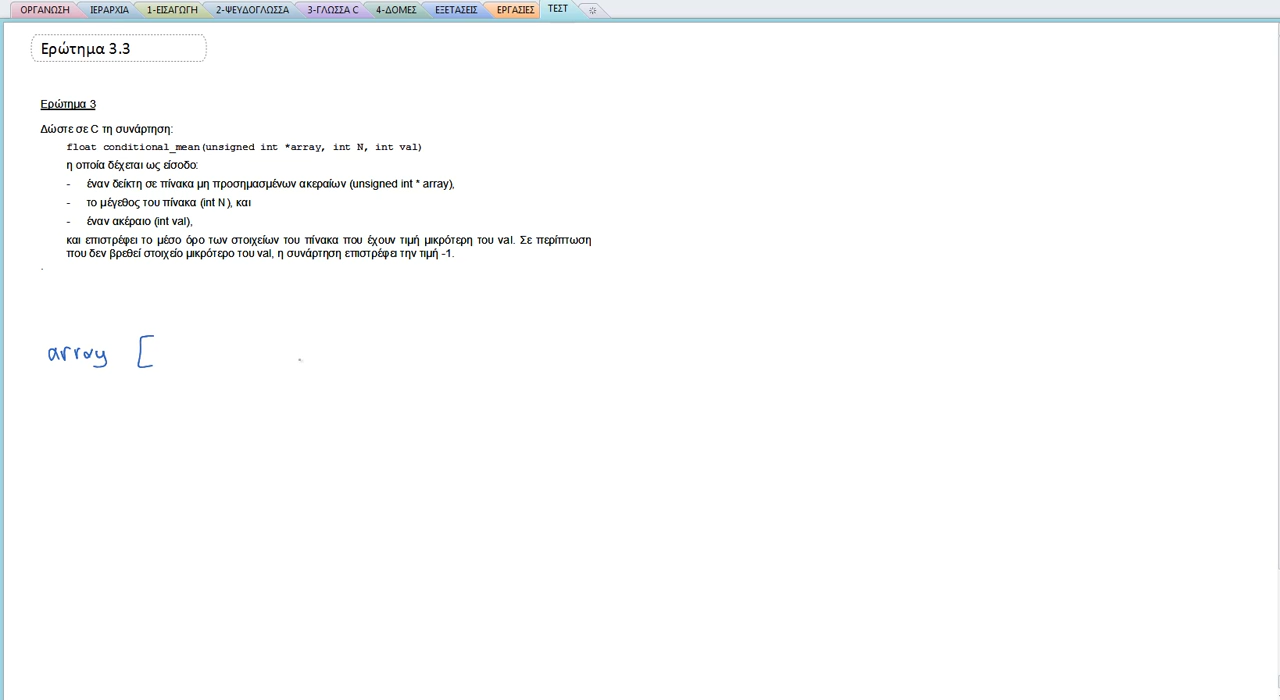 ΟΡΓΑΝΩΣΗ ΙΕΡΑΡΧΙΑ 1-ΕΙΣΑΓΩΓΗ 2-ΨΕΥΔΟΓΛΩΣΣΑ 3-ΓΛΩΣΣΑ C 4-ΔΟΜΕΣ ΕΞΕΤΑΣΕΙΣ ΕΡΓΑΣΙΕΣ ΤΕΣΤ
Ερώτημα 3.3
Ερώτημα 3
Δώστε σε C τη συνάρτηση:
float conditional_mean(unsigned int *array, int N, int val)
η οποία δέχεται ως είσοδο:
- έναν δείκτη σε πίνακα μη προσημασμένων ακεραίων (unsigned int * array),
- το μέγεθος του πίνακα (int N), και
- έναν ακέραιο (int val),
και επιστρέφει το μέσο όρο των στοιχείων του πίνακα που έχουν τιμή μικρότερη του val. Σε περίπτωση
που δεν βρεθεί στοιχείο μικρότερο του val, η συνάρτηση επιστρέφει την τιμή -1.
array [